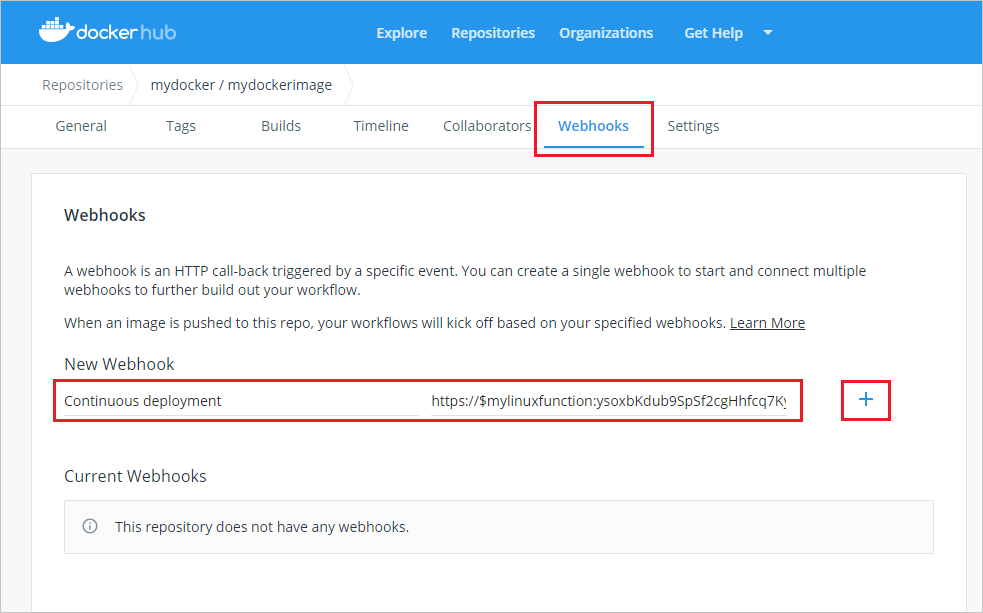 docker hub
Explore Repositories Organizations Get Help
Repositories mydocker / mydockerimage
General Tags Builds Timeline Collaborators Webhooks Settings
Webhooks
A webhook is an HTTP call-back triggered by a specific event. You can create a single webhook to start and connect multiple
webhooks to further build out your workflow.
When an image is pushed to this repo, your workflows will kick off based on your specified webhooks. Learn More
New Webhook
Continuous deployment https://$mylinuxfunction:ysoxbKdub9SpSf2cgHhfcq7Ky +
Current Webhooks
This repository does not have any webhooks.